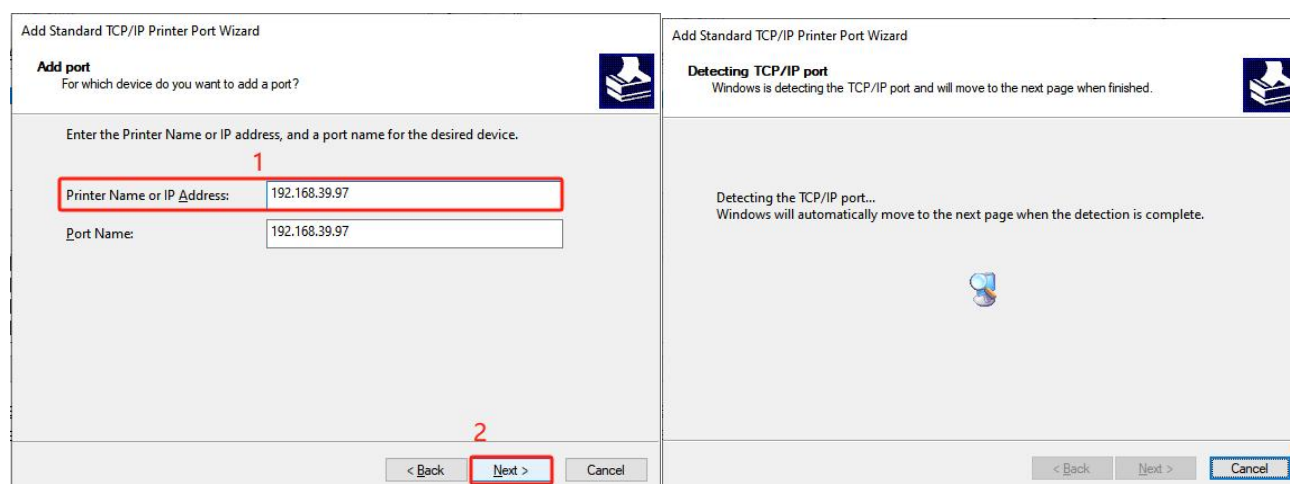 Add Standard TCP/IP Printer Port Wizard
Add port
For which device do you want to add a port?
Enter the Printer Name or IP address, and a port name for the desired device.
1
Printer Name or IP Address: 192.168.39.97
Port Name: 192.168.39.97
2
< Back Next > Cancel
Add Standard TCP/IP Printer Port Wizard
Detecting TCP/IP port
Windows is detecting the TCP/IP port and will move to the next page when finished.
Detecting the TCP/IP port...
Windows will automatically move to the next page when the detection is complete.
< Back Next > Cancel